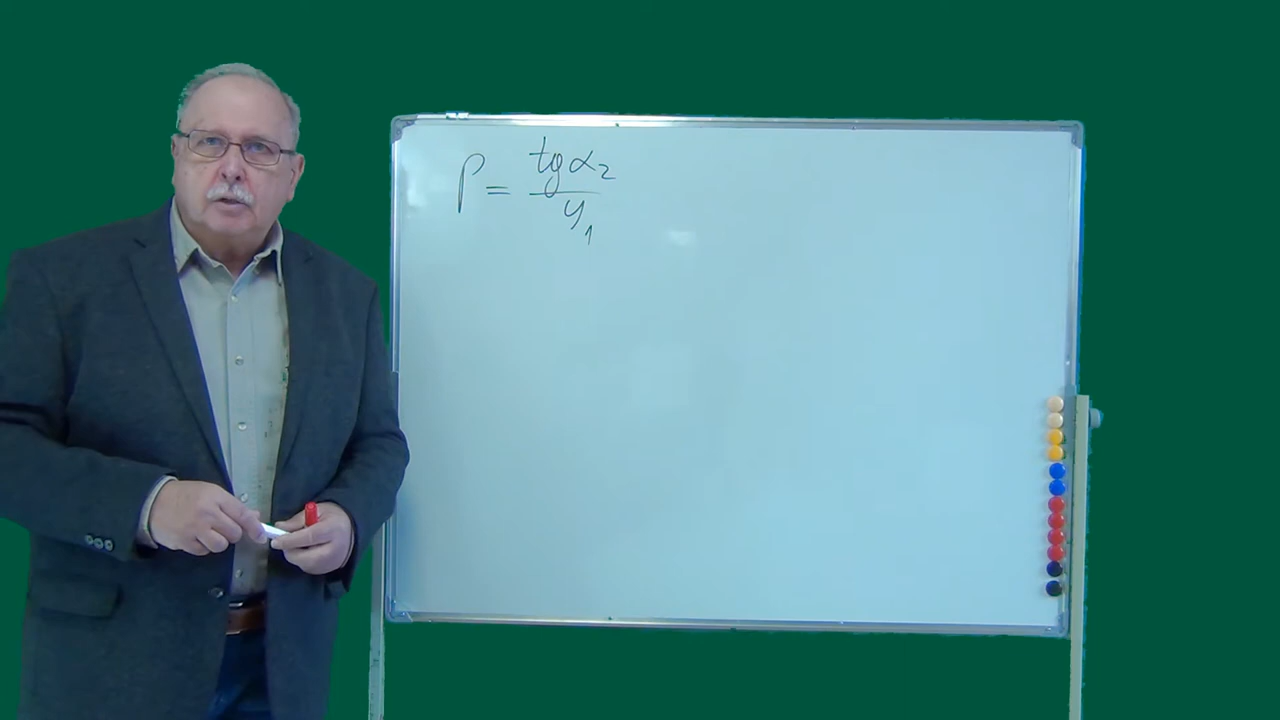 P = tgα₂ / y₁